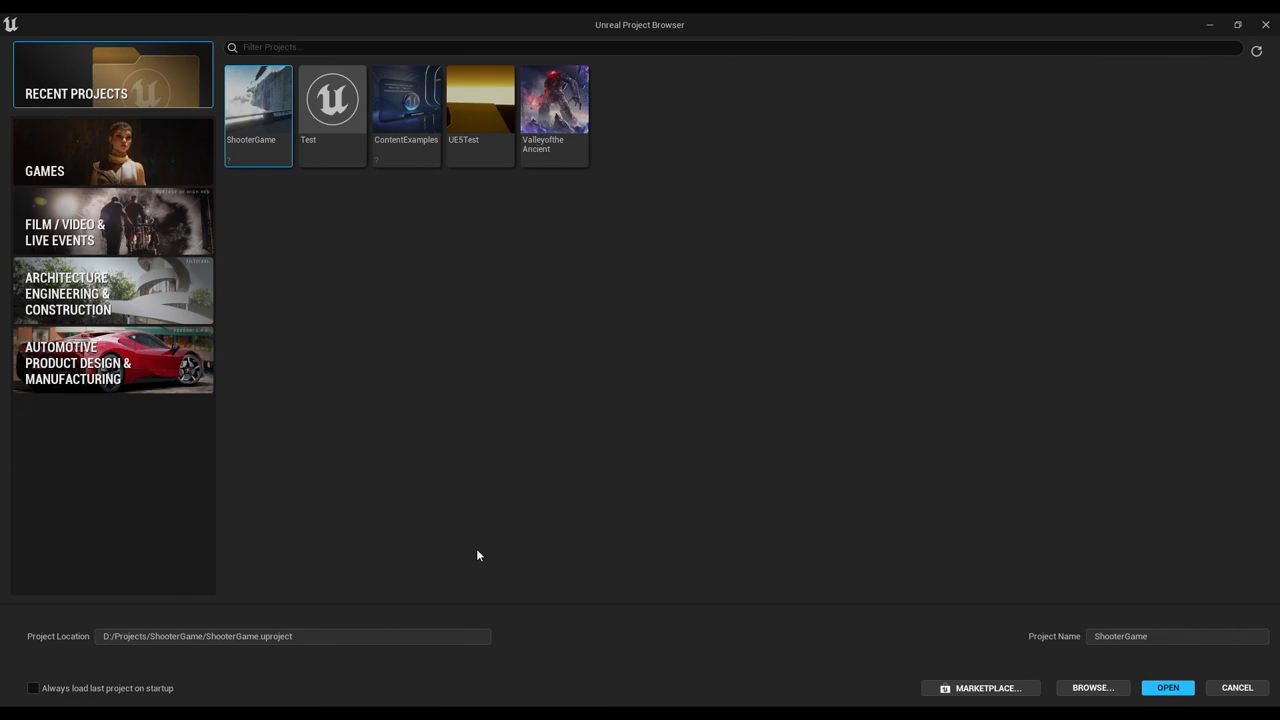 Unreal Project Browser
RECENT PROJECTS
Filter Projects...
ShooterGame
?
Test
ContentExamples
?
UE5Test
Valleyofthe
Ancient
GAMES
FILM / VIDEO &
LIVE EVENTS
ARCHITECTURE
ENGINEERING &
CONSTRUCTION
AUTOMOTIVE
PRODUCT DESIGN &
MANUFACTURING
Project Location
D:/Projects/ShooterGame/ShooterGame.uproject
Project Name
ShooterGame
Always load last project on startup
MARKETPLACE...
BROWSE...
OPEN
CANCEL